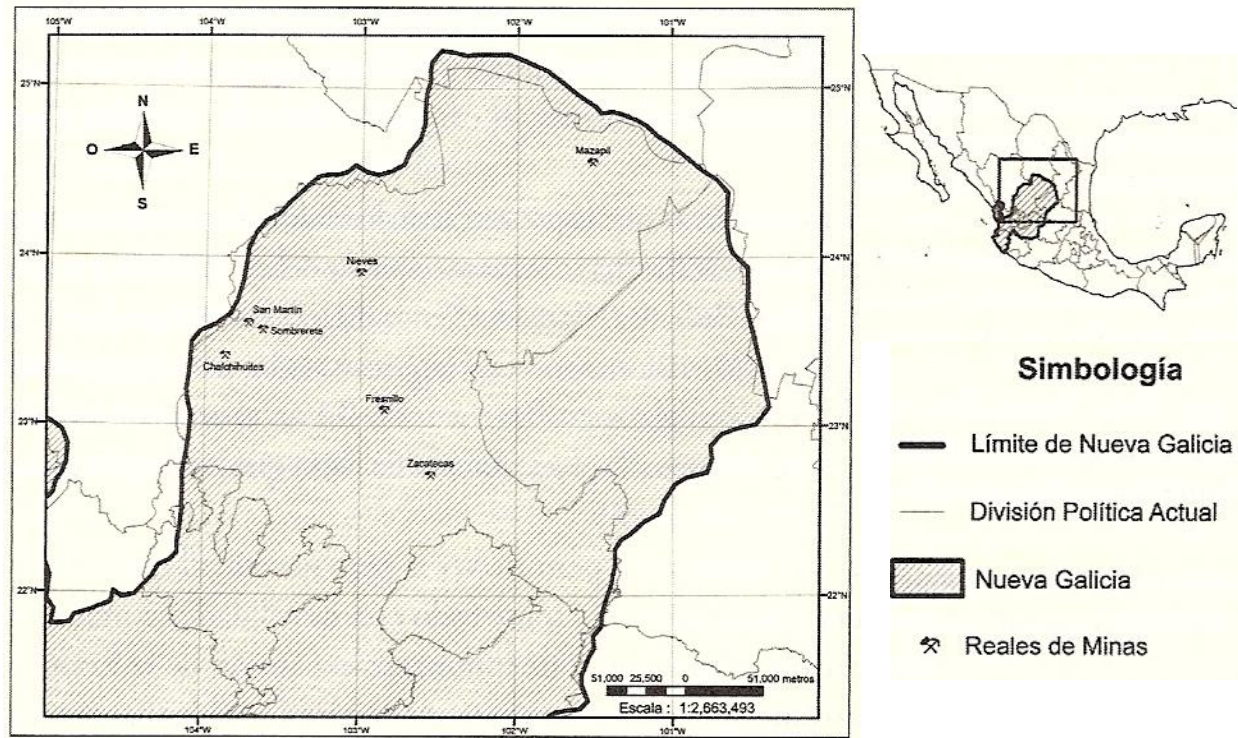 105°W 104°W 103°W 102°W 101°W
25°N 25°N
24°N 24°N
23°N 23°N
22°N 22°N
105°W 104°W 103°W 102°W 101°W
N
O E
S
Mazapil
Nieves
San Martín
Sombrerete
Chalchihuites
Fresnillo
Zacatecas
51,000 25,500 0 51,000 metros
Escala : 1:2,663,493
Simbología
Límite de Nueva Galicia
División Política Actual
Nueva Galicia
Reales de Minas